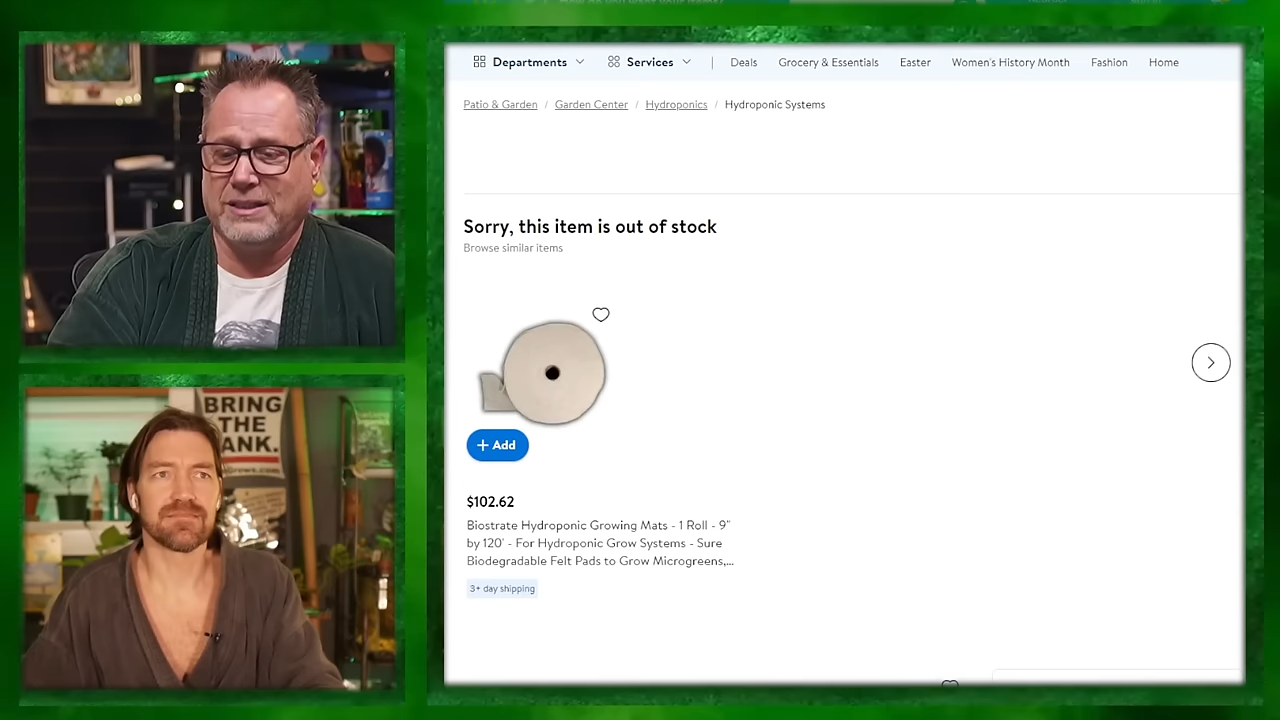 Departments
Services
Deals
Grocery & Essentials
Easter
Women's History Month
Fashion
Home
Patio & Garden / Garden Center / Hydroponics / Hydroponic Systems
Sorry, this item is out of stock
Browse similar items
+ Add
$102.62
Biostrate Hydroponic Growing Mats - 1 Roll - 9"
by 120' - For Hydroponic Grow Systems - Sure
Biodegradable Felt Pads to Grow Microgreens,...
3+ day shipping
BRING
THE